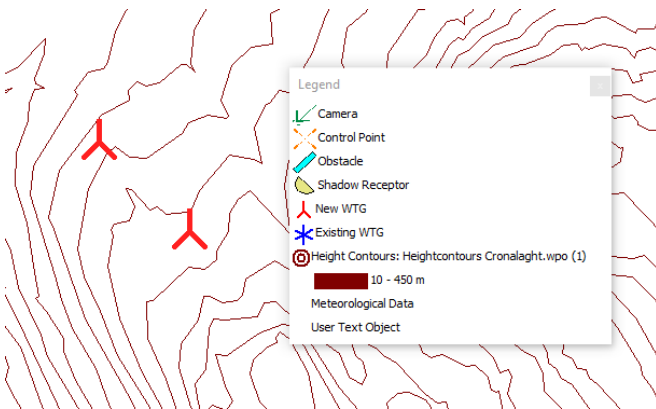 Legend
Camera
Control Point
Obstacle
Shadow Receptor
New WTG
Existing WTG
Height Contours: Heightcontours Cronalaght.wpo (1)
10 - 450 m
Meteorological Data
User Text Object